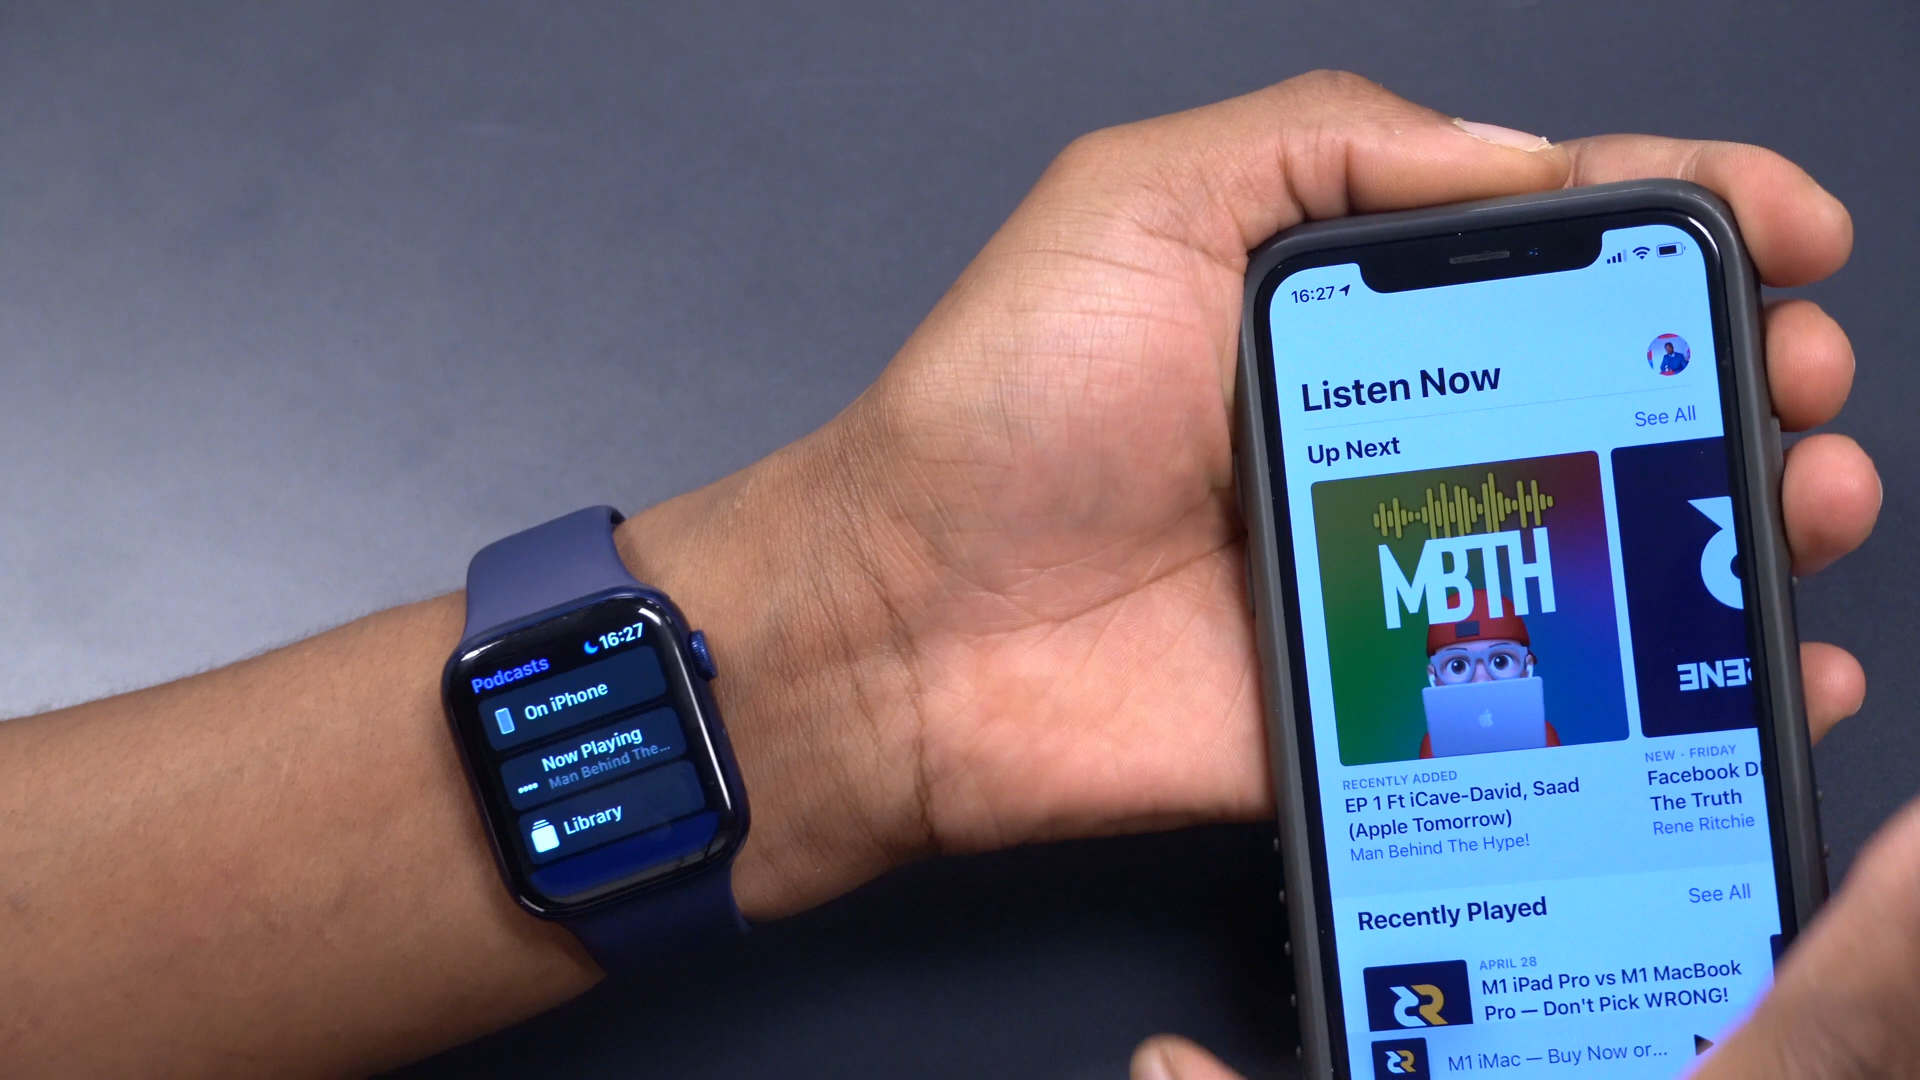 16:27
Podcasts
On iPhone
Now Playing
Man Behind The...
Library
16:27
Listen Now
See All
Up Next
MBTH
RECENTLY ADDED
EP 1 Ft iCave-David, Saad
(Apple Tomorrow)
Man Behind The Hype!
NEW · FRIDAY
Facebook
The Truth
Rene Ritchie
Recently Played
See All
APRIL 28
M1 iPad Pro vs M1 MacBook
Pro — Don't Pick WRONG!
M1 iMac — Buy Now or...